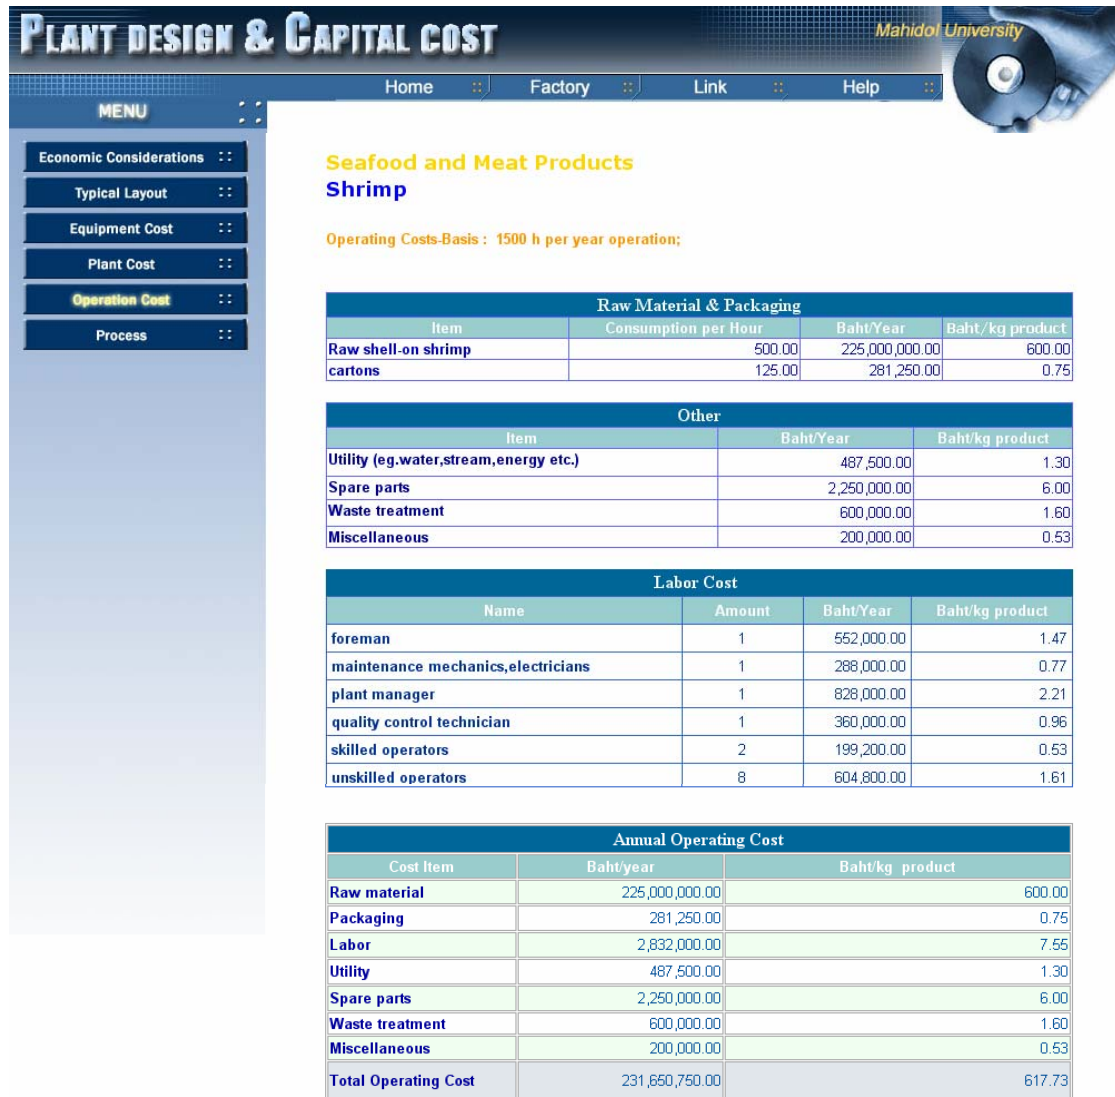 PLANT DESIGN & CAPITAL COST
Mahidol University
Home :: Factory :: Link :: Help ::
MENU ::
Economic Considerations ::
Typical Layout ::
Equipment Cost ::
Plant Cost ::
Operation Cost ::
Process ::
Seafood and Meat Products
Shrimp
Operating Costs-Basis : 1500 h per year operation;
Raw Material & Packaging
Item Consumption per Hour Baht/Year Baht/kg product
Raw shell-on shrimp 500.00 225,000,000.00 600.00
cartons 125.00 281,250.00 0.75
Other
Item Baht/Year Baht/kg product
Utility (eg.water,stream,energy etc.) 487,500.00 1.30
Spare parts 2,250,000.00 6.00
Waste treatment 600,000.00 1.60
Miscellaneous 200,000.00 0.53
Labor Cost
Name Amount Baht/Year Baht/kg product
foreman 1 552,000.00 1.47
maintenance mechanics,electricians 1 288,000.00 0.77
plant manager 1 828,000.00 2.21
quality control technician 1 360,000.00 0.96
skilled operators 2 199,200.00 0.53
unskilled operators 8 604,800.00 1.61
Annual Operating Cost
Cost Item Baht/year Baht/kg product
Raw material 225,000,000.00 600.00
Packaging 281,250.00 0.75
Labor 2,832,000.00 7.55
Utility 487,500.00 1.30
Spare parts 2,250,000.00 6.00
Waste treatment 600,000.00 1.60
Miscellaneous 200,000.00 0.53
Total Operating Cost 231,650,750.00 617.73